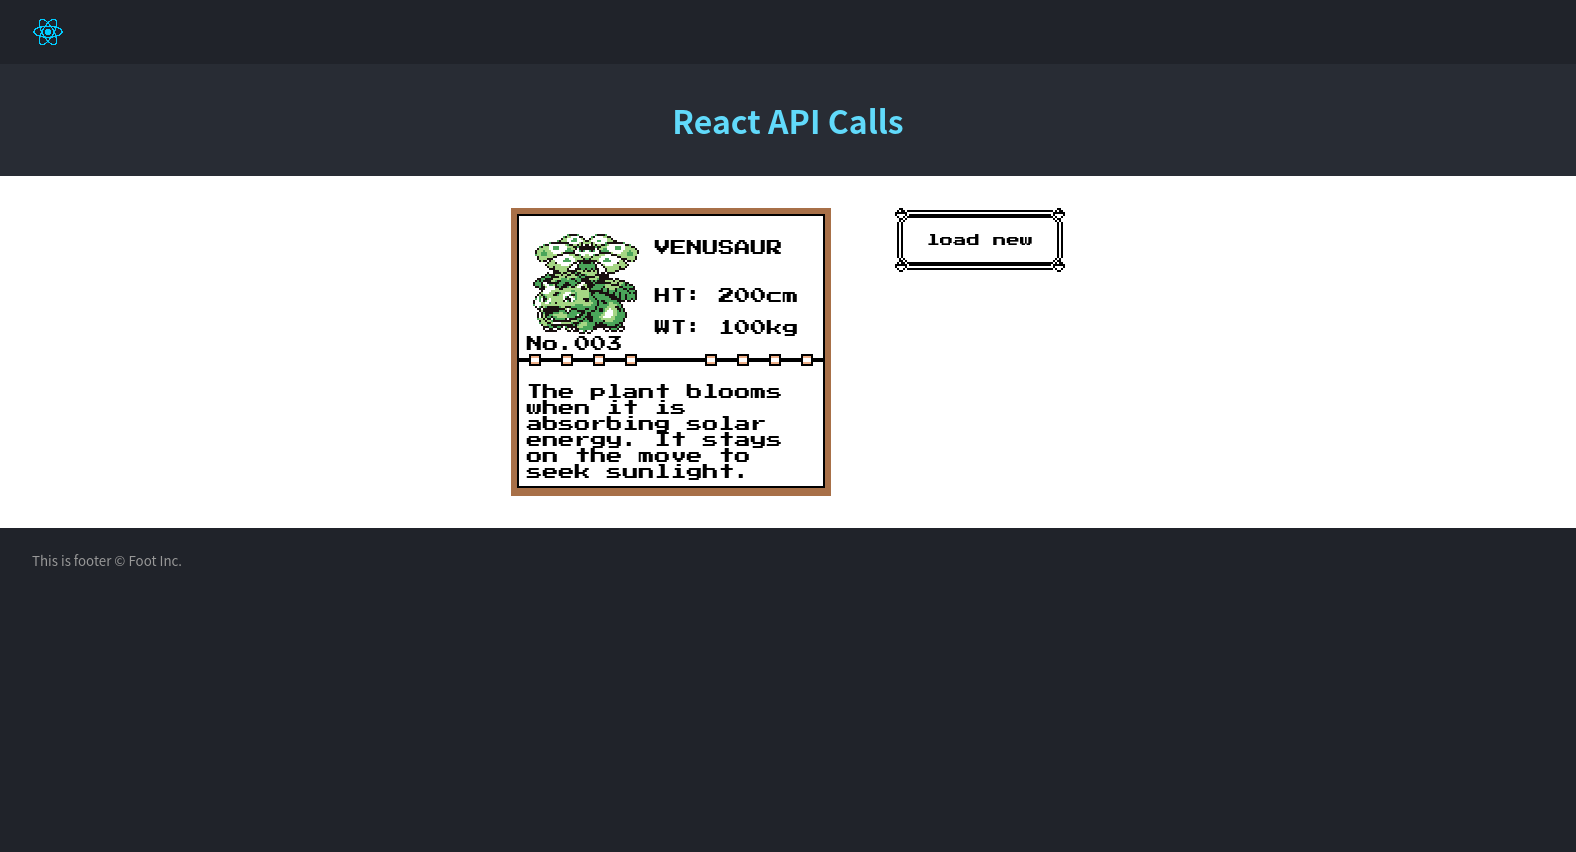 React API Calls
VENUSAUR
HT: 200cm
WT: 100kg
No.003
The plant blooms
when it is
absorbing solar
energy. It stays
on the move to
seek sunlight.
load new
This is footer © Foot Inc.